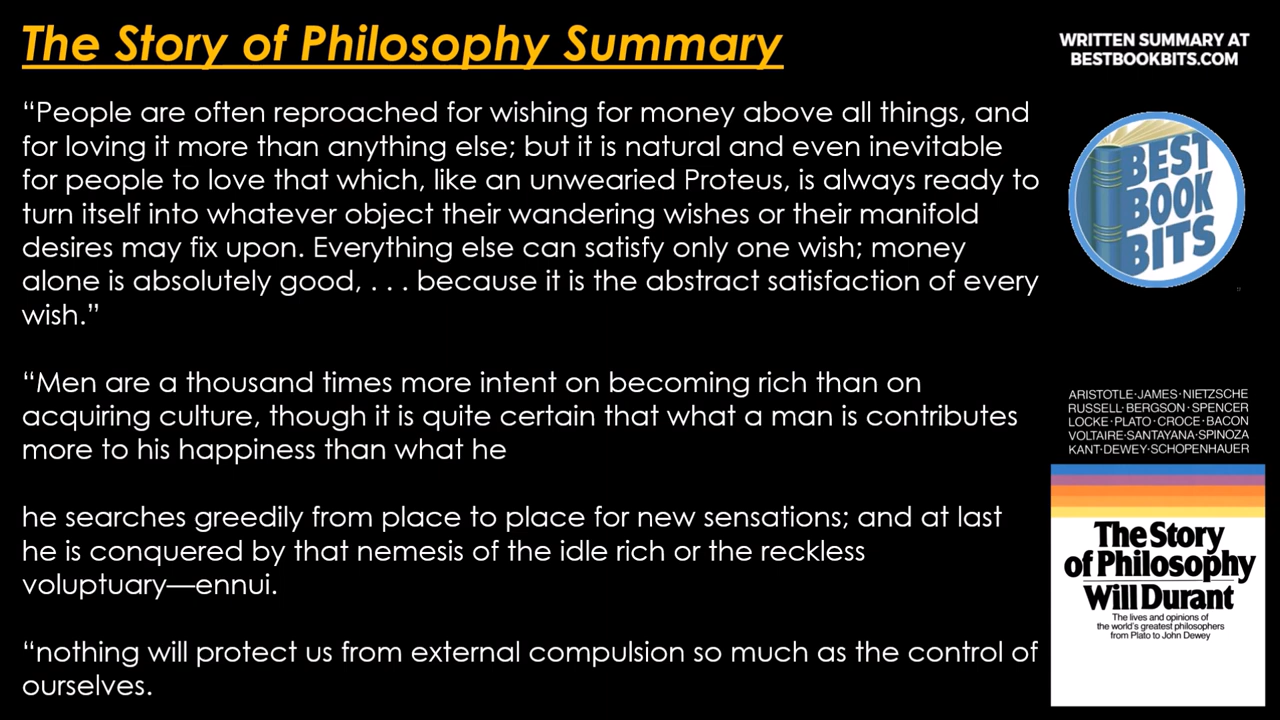 The Story of Philosophy Summary
WRITTEN SUMMARY AT
BESTBOOKBITS.COM
“People are often reproached for wishing for money above all things, and
for loving it more than anything else; but it is natural and even inevitable
for people to love that which, like an unwearied Proteus, is always ready to
turn itself into whatever object their wandering wishes or their manifold
desires may fix upon. Everything else can satisfy only one wish; money
alone is absolutely good, . . . because it is the abstract satisfaction of every
wish.”
“Men are a thousand times more intent on becoming rich than on
acquiring culture, though it is quite certain that what a man is contributes
more to his happiness than what he
he searches greedily from place to place for new sensations; and at last
he is conquered by that nemesis of the idle rich or the reckless
voluptuary—ennui.
“nothing will protect us from external compulsion so much as the control of
ourselves.
BEST
BOOK
BITS
ARISTOTLE·JAMES·NIETZSCHE
RUSSELL·BERGSON·SPENCER
LOCKE·PLATO·CROCE·BACON
VOLTAIRE·SANTAYANA·SPINOZA
KANT·DEWEY·SCHOPENHAUER
The Story
of Philosophy
Will Durant
The lives and opinions of
the world's greatest philosophers
from Plato to John Dewey